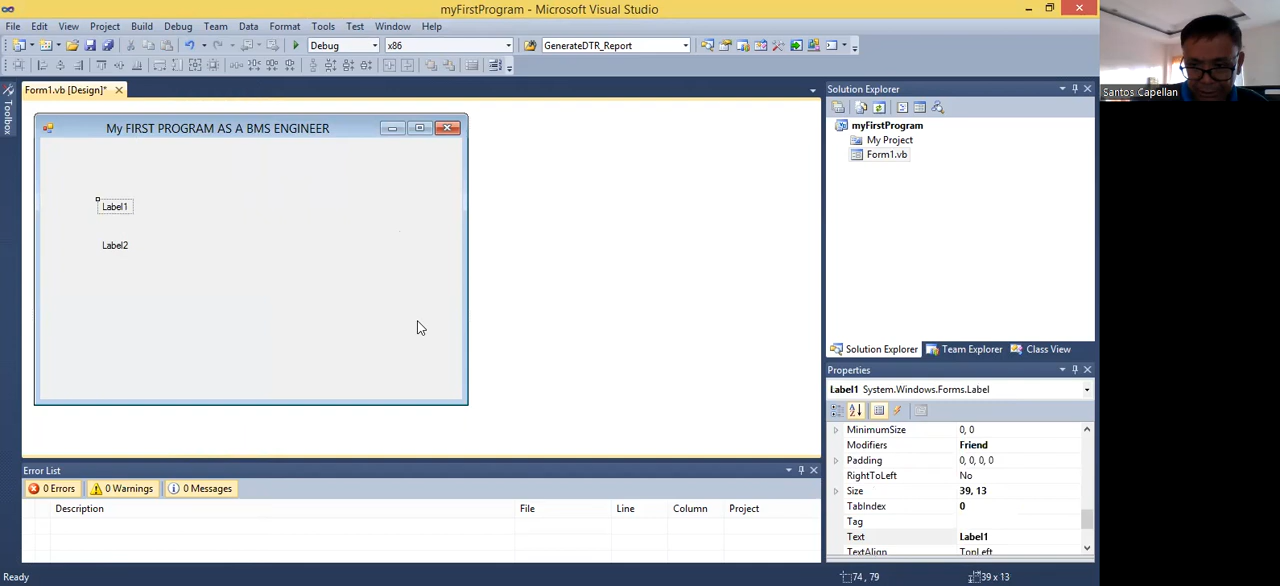 myFirstProgram - Microsoft Visual Studio
File Edit View Project Build Debug Team Data Format Tools Test Window Help
Debug x86 GenerateDTR_Report
Santos Capellan
Toolbox
Form1.vb [Design]*
My FIRST PROGRAM AS A BMS ENGINEER
Label1
Label2
Solution Explorer
myFirstProgram
My Project
Form1.vb
Solution Explorer Team Explorer Class View
Properties
Label1 System.Windows.Forms.Label
MinimumSize 0, 0
Modifiers Friend
Padding 0, 0, 0, 0
RightToLeft No
Size 39, 13
TabIndex 0
Tag
Text Label1
TextAlign TopLeft
Error List
0 Errors 0 Warnings 0 Messages
Description File Line Column Project
Ready 74 , 79 39 x 13